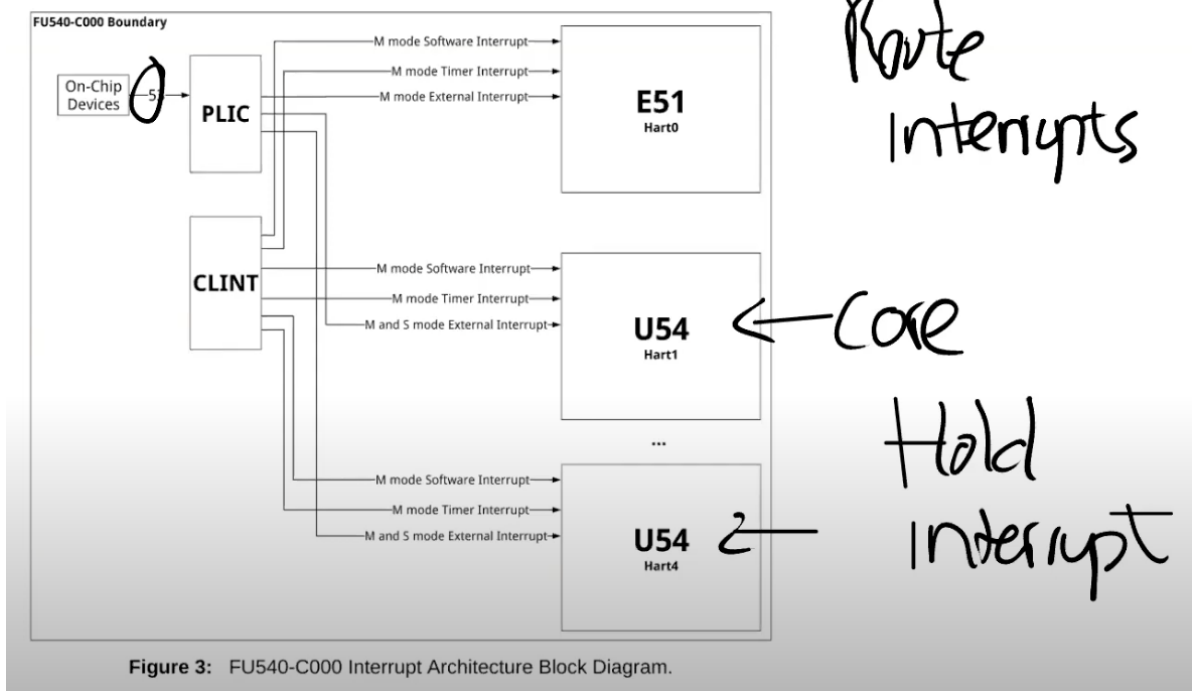 FU540-C000 Boundary
On-Chip
Devices
PLIC
CLINT
M mode Software Interrupt
M mode Timer Interrupt
M mode External Interrupt
E51
Hart0
M mode Software Interrupt
M mode Timer Interrupt
M and S mode External Interrupt
U54
Hart1
...
M mode Software Interrupt
M mode Timer Interrupt
M and S mode External Interrupt
U54
Hart4
Route
Interrupts
Core
Hold
Interrupt
Figure 3: FU540-C000 Interrupt Architecture Block Diagram.